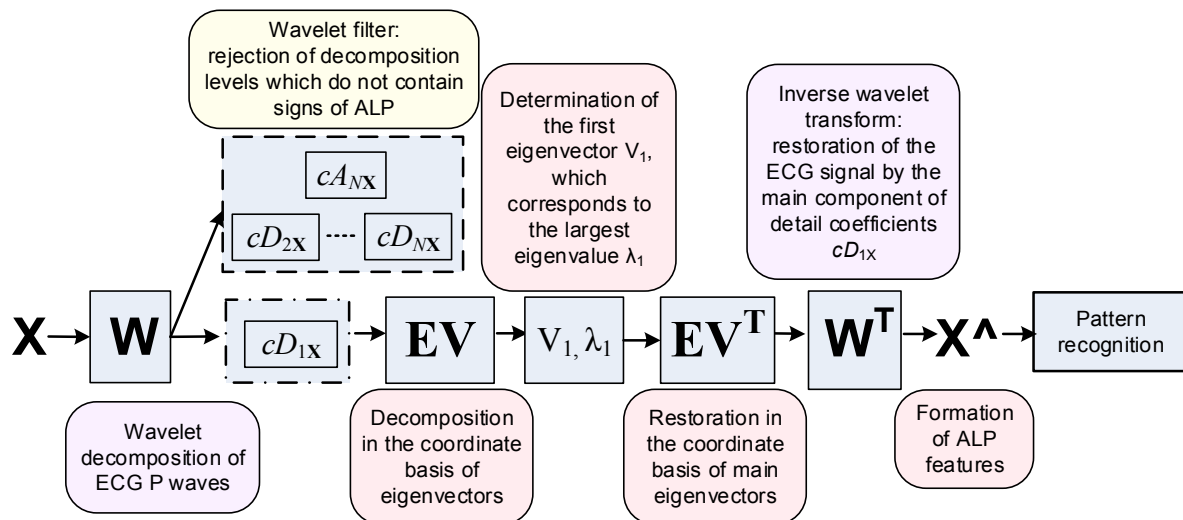 Wavelet filter:
rejection of decomposition
levels which do not contain
signs of ALP
Determination of
the first
eigenvector V₁,
which
corresponds to
the largest
eigenvalue λ₁
Inverse wavelet
transform:
restoration of the
ECG signal by the
main component of
detail coefficients
cD₁X
cA_NX
cD₂X ····· cD_NX
X
W
cD₁X
EV
V₁, λ₁
EVᵀ
Wᵀ
X^
Pattern
recognition
Wavelet
decomposition of
ECG P waves
Decomposition
in the coordinate
basis of
eigenvectors
Restoration in
the coordinate
basis of main
eigenvectors
Formation
of ALP
features